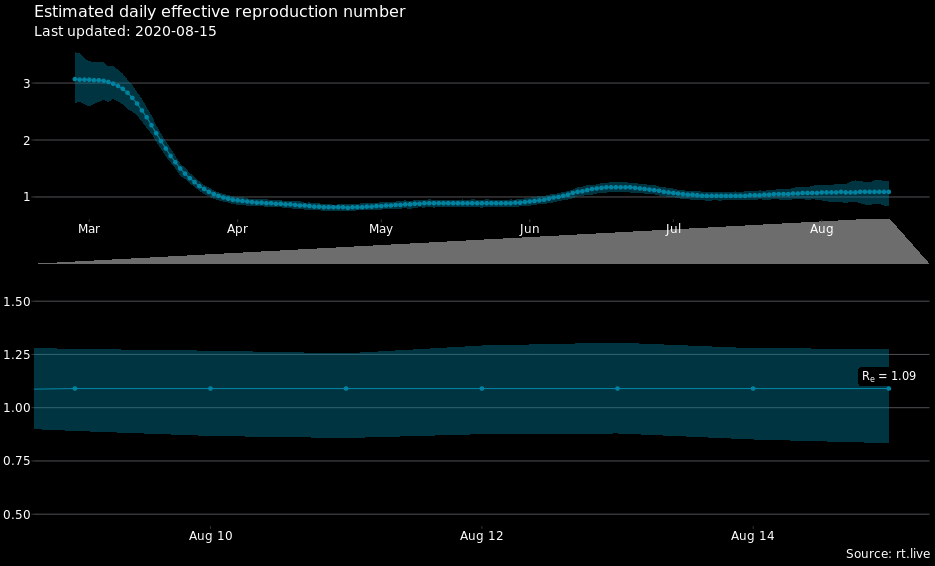 Estimated daily effective reproduction number
Last updated: 2020-08-15
3
2
1
Mar Apr May Jun Jul Aug
1.50
1.25
Re = 1.09
1.00
0.75
0.50
Aug 10 Aug 12 Aug 14
Source: rt.live